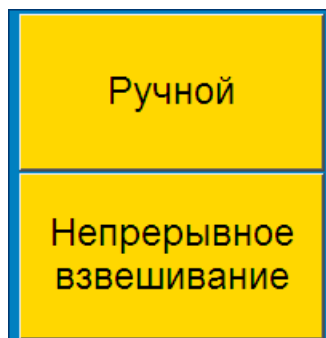 Ручной
Непрерывное
взвешивание